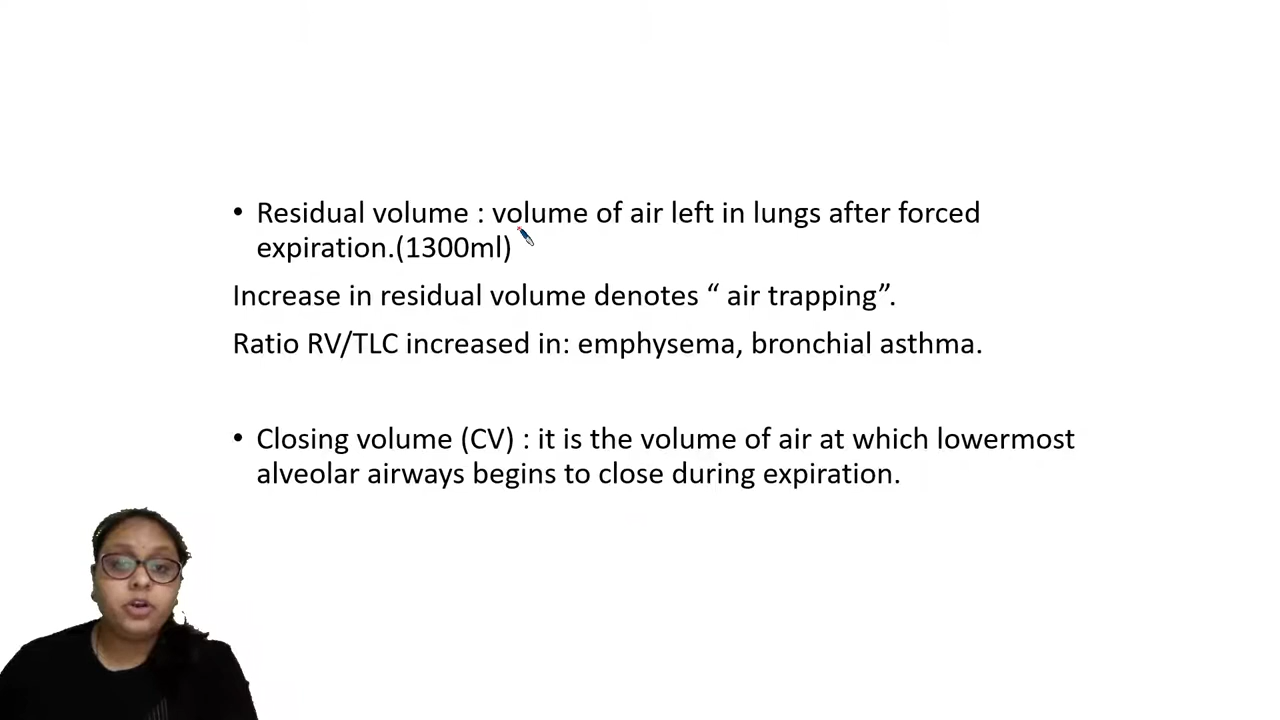 • Residual volume : volume of air left in lungs after forced
expiration.(1300ml)
Increase in residual volume denotes “ air trapping”.
Ratio RV/TLC increased in: emphysema, bronchial asthma.
• Closing volume (CV) : it is the volume of air at which lowermost
alveolar airways begins to close during expiration.